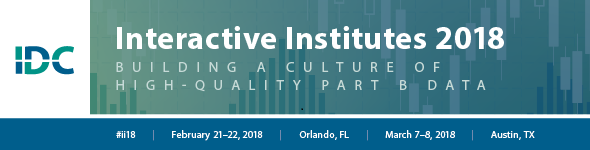 IDC
Interactive Institutes 2018
BUILDING A CULTURE OF
HIGH-QUALITY PART B DATA
#ii18 | February 21–22, 2018 | Orlando, FL | March 7–8, 2018 | Austin, TX